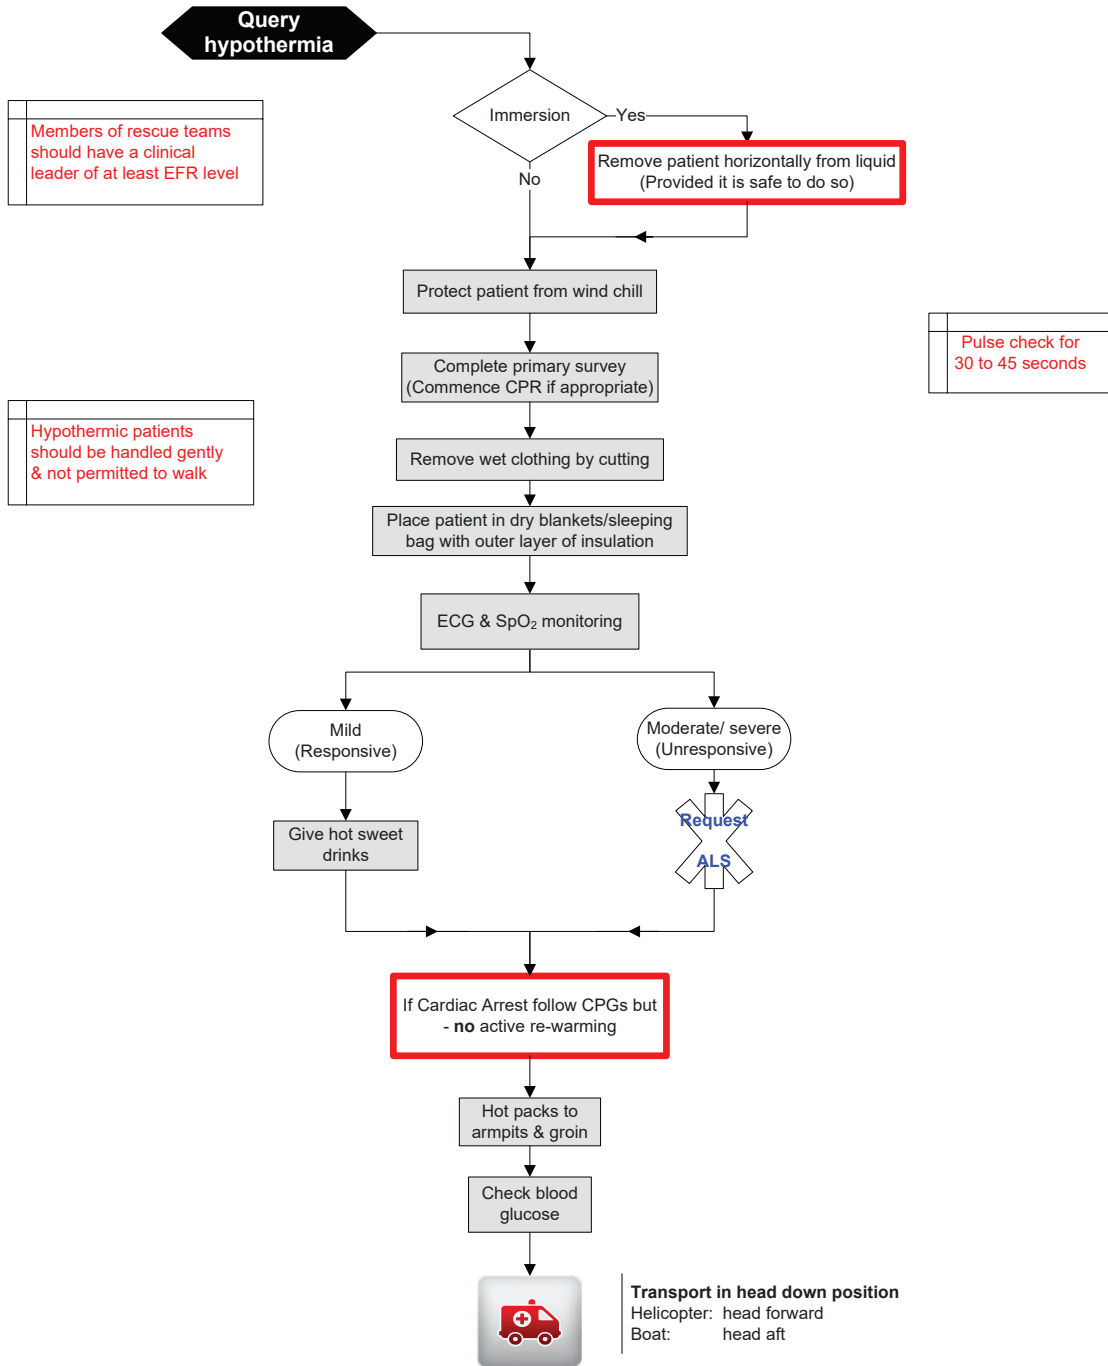 Query
hypothermia
Immersion
Yes
No
Members of rescue teams
should have a clinical
leader of at least EFR level
Remove patient horizontally from liquid
(Provided it is safe to do so)
Protect patient from wind chill
Pulse check for
30 to 45 seconds
Complete primary survey
(Commence CPR if appropriate)
Hypothermic patients
should be handled gently
& not permitted to walk
Remove wet clothing by cutting
Place patient in dry blankets/sleeping
bag with outer layer of insulation
ECG & SpO₂ monitoring
Mild
(Responsive)
Moderate/ severe
(Unresponsive)
Request
ALS
Give hot sweet
drinks
If Cardiac Arrest follow CPGs but
- no active re-warming
Hot packs to
armpits & groin
Check blood
glucose
Transport in head down position
Helicopter: head forward
Boat: head aft